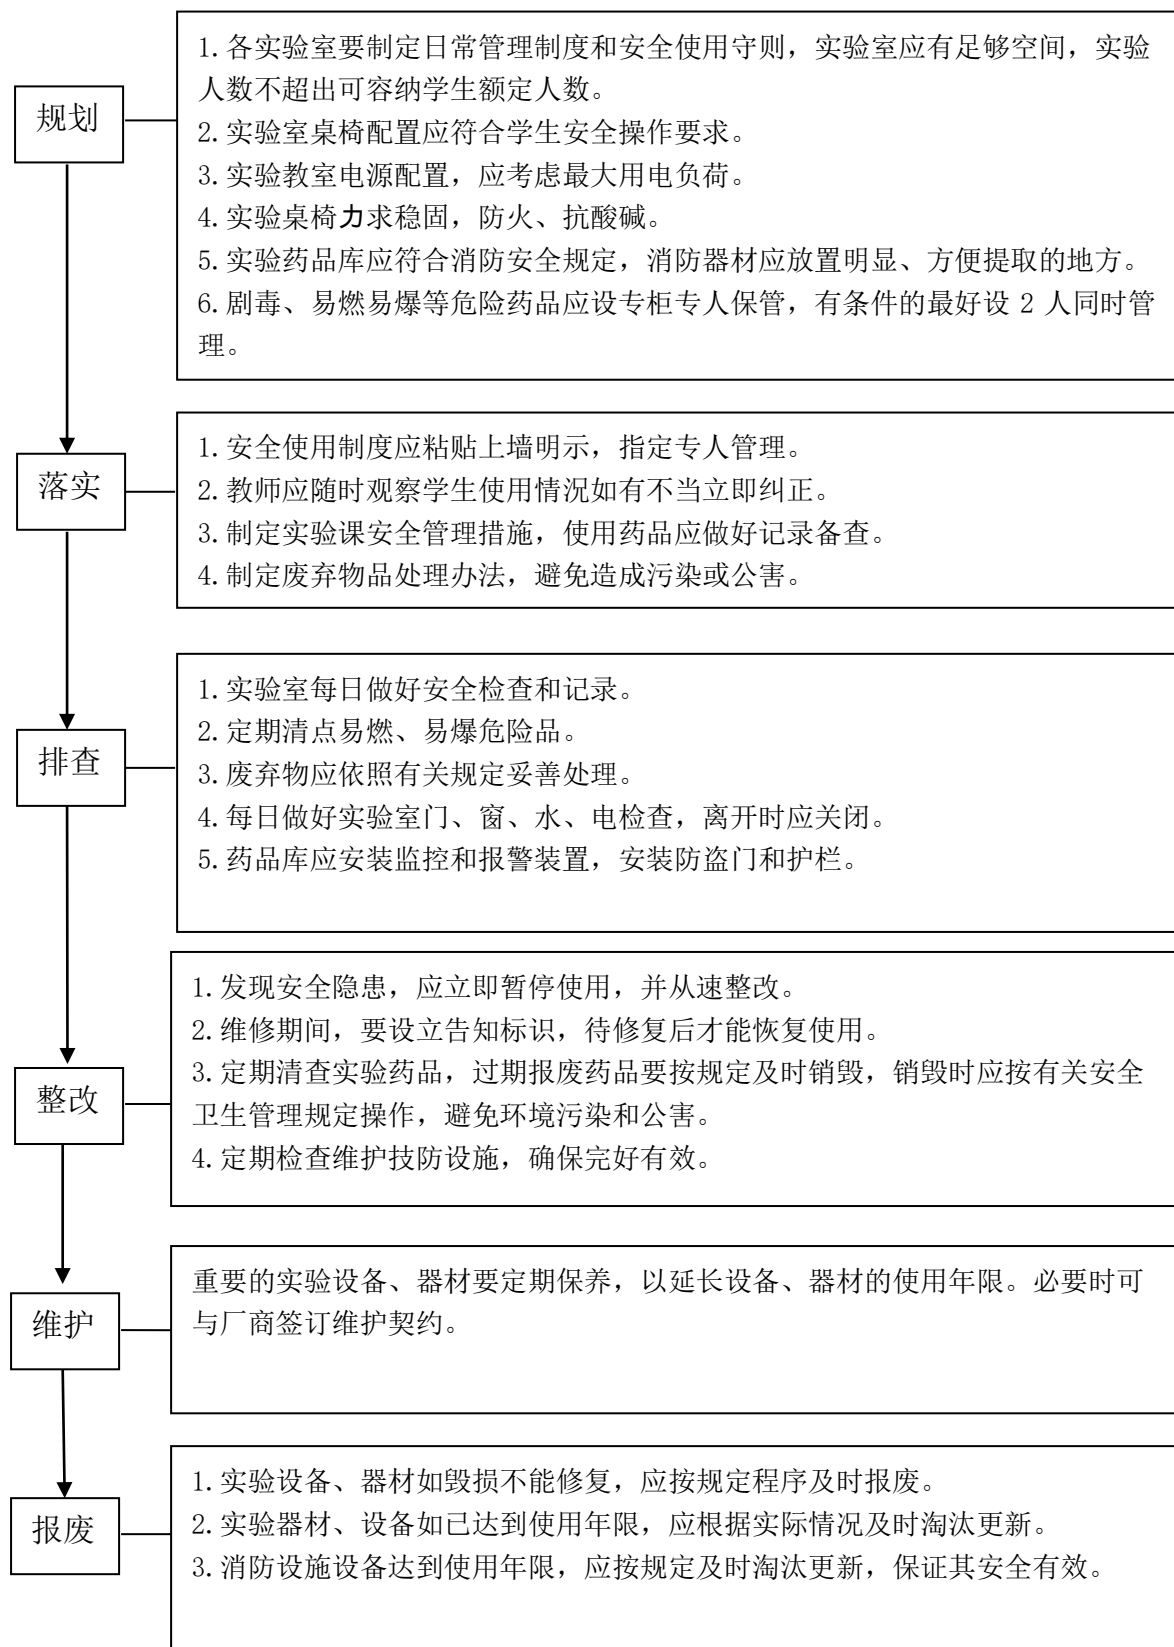 规划
1.各实验室要制定日常管理制度和安全使用守则，实验室应有足够空间，实验
人数不超出可容纳学生额定人数。
2.实验室桌椅配置应符合学生安全操作要求。
3.实验教室电源配置，应考虑最大用电负荷。
4.实验桌椅力求稳固，防火、抗酸碱。
5.实验药品库应符合消防安全规定，消防器材应放置明显、方便提取的地方。
6.剧毒、易燃易爆等危险药品应设专柜专人保管，有条件的最好设 2 人同时管
理。
落实
1.安全使用制度应粘贴上墙明示，指定专人管理。
2.教师应随时观察学生使用情况如有不当立即纠正。
3.制定实验课安全管理措施，使用药品应做好记录备查。
4.制定废弃物品处理办法，避免造成污染或公害。
排查
1.实验室每日做好安全检查和记录。
2.定期清点易燃、易爆危险品。
3.废弃物应依照有关规定妥善处理。
4.每日做好实验室门、窗、水、电检查，离开时应关闭。
5.药品库应安装监控和报警装置，安装防盗门和护栏。
整改
1.发现安全隐患，应立即暂停使用，并从速整改。
2.维修期间，要设立告知标识，待修复后才能恢复使用。
3.定期清查实验药品，过期报废药品要按规定及时销毁，销毁时应按有关安全
卫生管理规定操作，避免环境污染和公害。
4.定期检查维护技防设施，确保完好有效。
维护
重要的实验设备、器材要定期保养，以延长设备、器材的使用年限。必要时可
与厂商签订维护契约。
报废
1.实验设备、器材如毁损不能修复，应按规定程序及时报废。
2.实验器材、设备如已达到使用年限，应根据实际情况及时淘汰更新。
3.消防设施设备达到使用年限，应按规定及时淘汰更新，保证其安全有效。